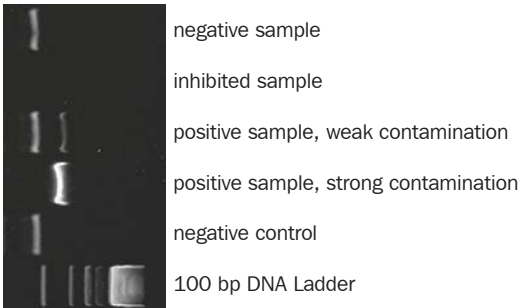 negative sample
inhibited sample
positive sample, weak contamination
positive sample, strong contamination
negative control
100 bp DNA Ladder